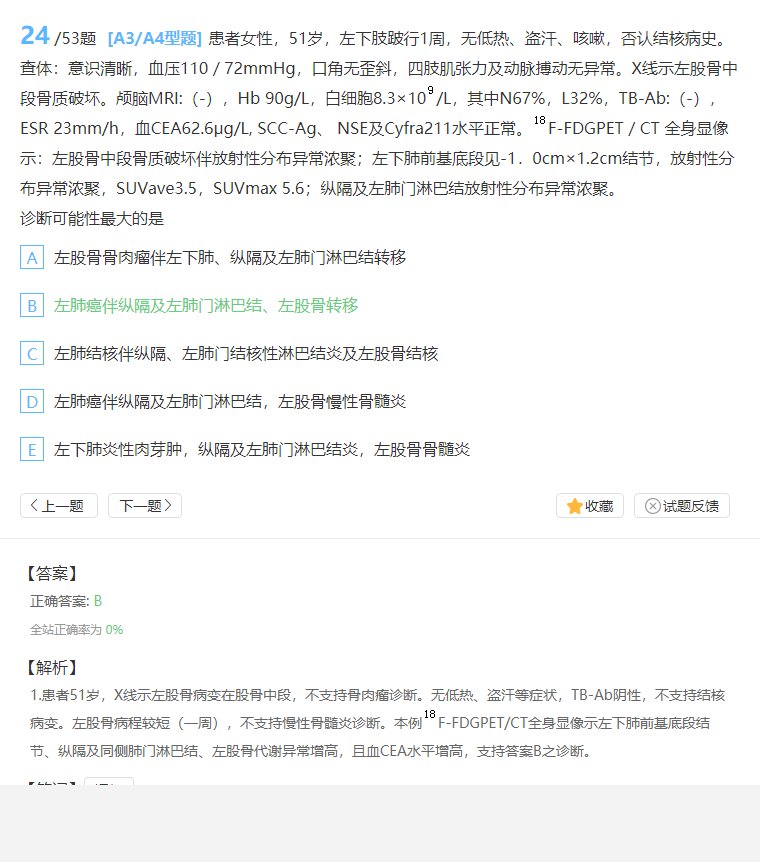 24 /53题 [A3/A4型题] 患者女性，51岁，左下肢跛行1周，无低热、盗汗、咳嗽，否认结核病史。
查体：意识清晰，血压110 / 72mmHg，口角无歪斜，四肢肌张力及动脉搏动无异常。X线示左股骨中
段骨质破坏。颅脑MRI:（-），Hb 90g/L，白细胞8.3×10⁹/L，其中N67%，L32%，TB-Ab:（-），
ESR 23mm/h，血CEA62.6μg/L, SCC-Ag、 NSE及Cyfra211水平正常。¹⁸F-FDGPET / CT 全身显像
示：左股骨中段骨质破坏伴放射性分布异常浓聚；左下肺前基底段见-1．0cm×1.2cm结节，放射性分
布异常浓聚，SUVave3.5，SUVmax 5.6；纵隔及左肺门淋巴结放射性分布异常浓聚。
诊断可能性最大的是
A 左股骨骨肉瘤伴左下肺、纵隔及左肺门淋巴结转移
B 左肺癌伴纵隔及左肺门淋巴结、左股骨转移
C 左肺结核伴纵隔、左肺门结核性淋巴结炎及左股骨结核
D 左肺癌伴纵隔及左肺门淋巴结，左股骨慢性骨髓炎
E 左下肺炎性肉芽肿，纵隔及左肺门淋巴结炎，左股骨骨髓炎
上一题 下一题 收藏 试题反馈
【答案】
正确答案: B
全站正确率为 0%
【解析】
1.患者51岁，X线示左股骨病变在股骨中段，不支持骨肉瘤诊断。无低热、盗汗等症状，TB-Ab阴性，不支持结核
病变。左股骨病程较短（一周），不支持慢性骨髓炎诊断。本例¹⁸F-FDGPET/CT全身显像示左下肺前基底段结
节、纵隔及同侧肺门淋巴结、左股骨代谢异常增高，且血CEA水平增高，支持答案B之诊断。